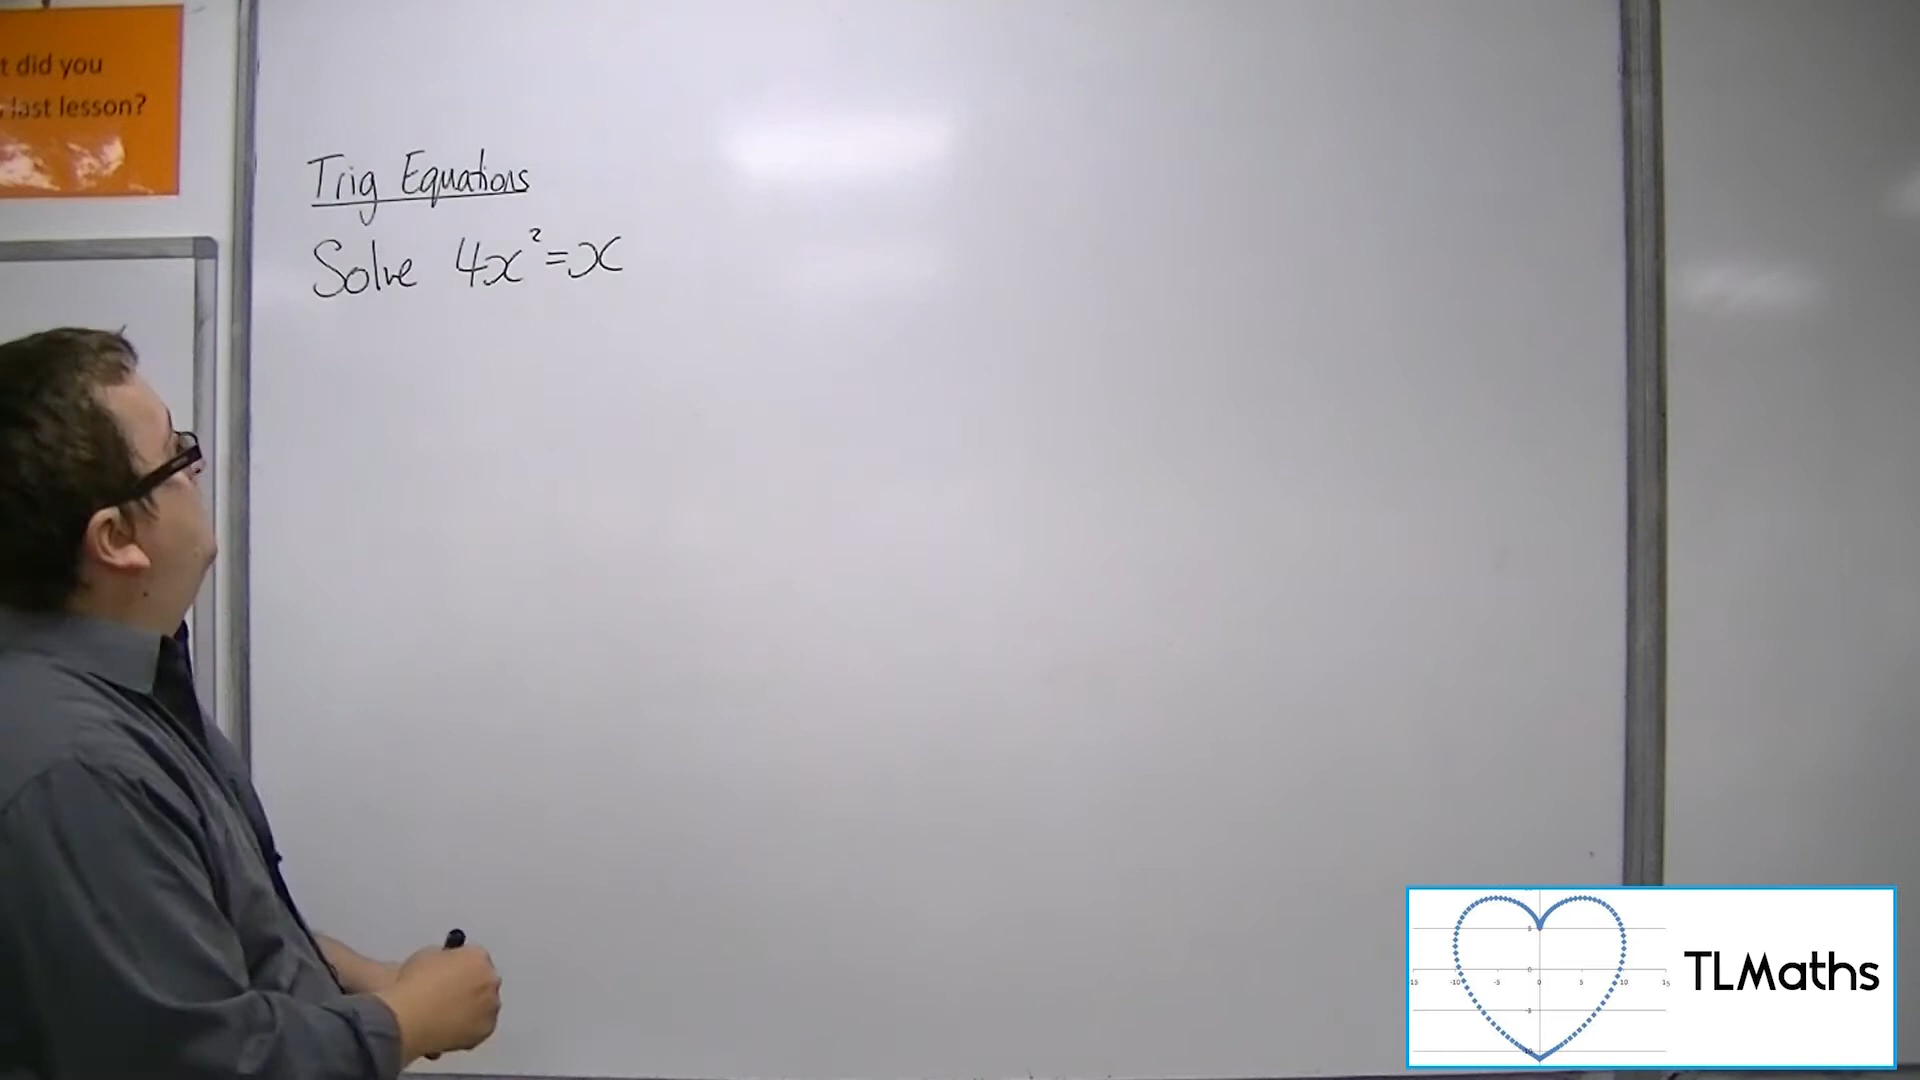 t did you
last lesson?
Trig Equations
Solve 4x²=x
TLMaths